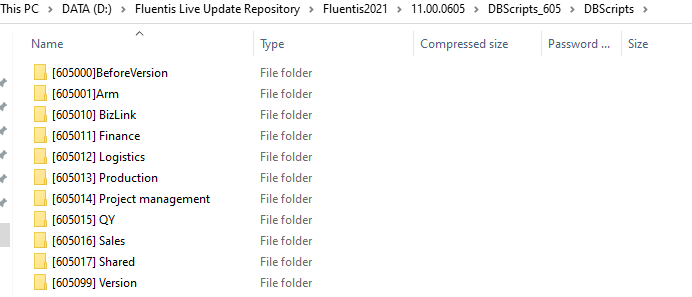 This PC > DATA (D:) > Fluentis Live Update Repository > Fluentis2021 > 11.00.0605 > DBScripts_605 > DBScripts >
Name Type Compressed size Password ... Size
[605000]BeforeVersion File folder
[605001]Arm File folder
[605010] BizLink File folder
[605011] Finance File folder
[605012] Logistics File folder
[605013] Production File folder
[605014] Project management File folder
[605015] QY File folder
[605016] Sales File folder
[605017] Shared File folder
[605099] Version File folder